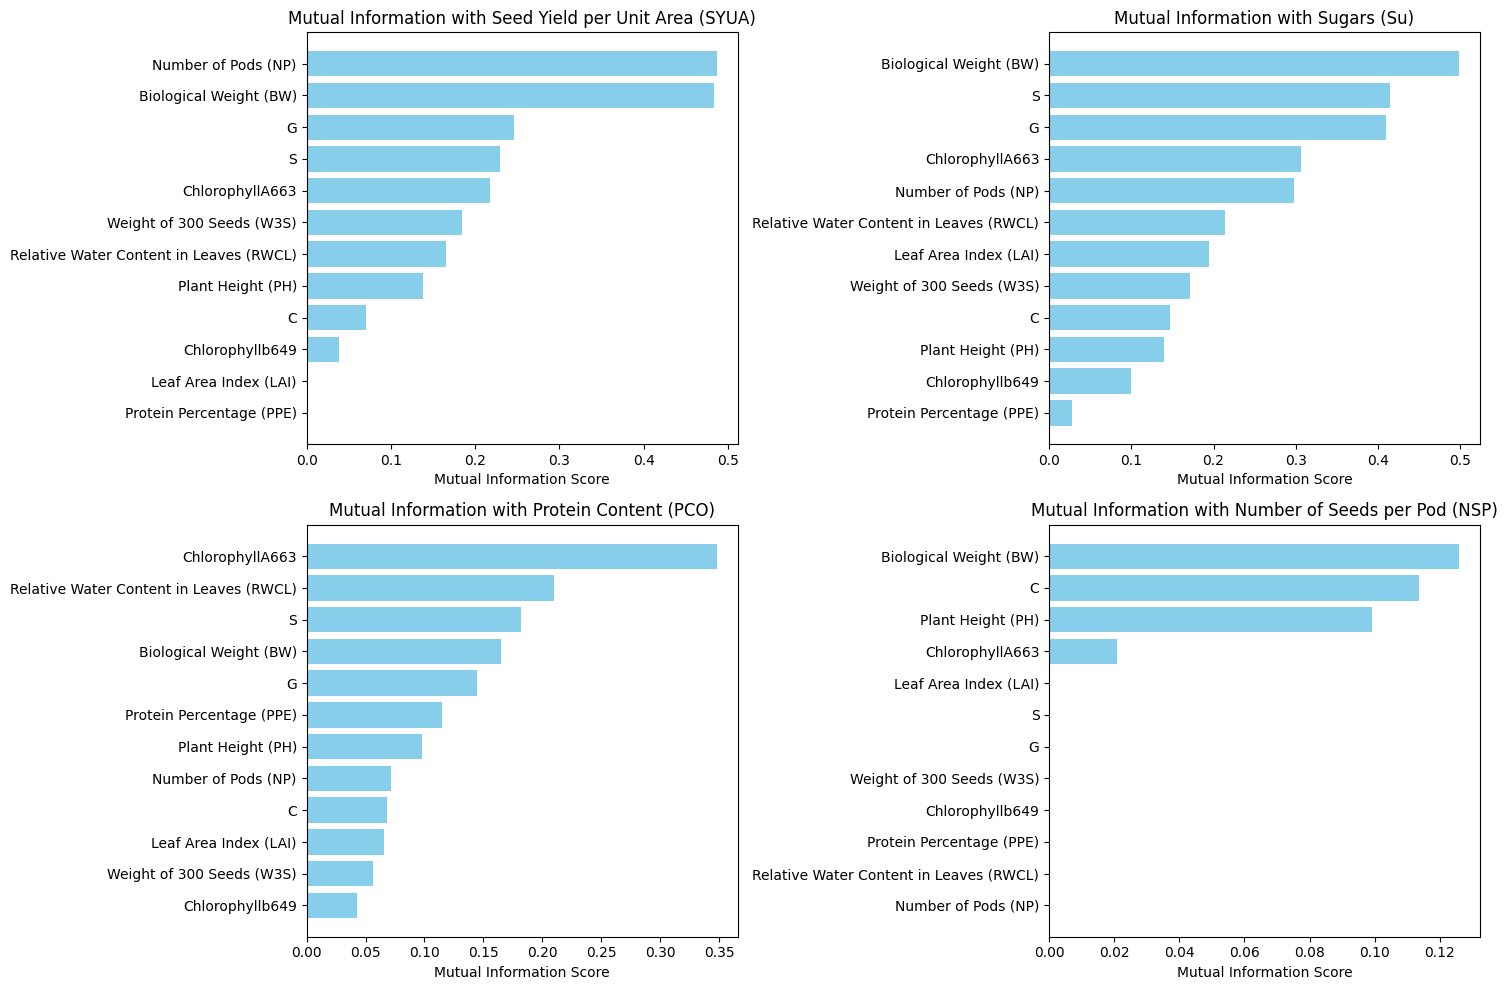 Mutual Information with Seed Yield per Unit Area (SYUA)
Number of Pods (NP)
Biological Weight (BW)
G
S
ChlorophyllA663
Weight of 300 Seeds (W3S)
Relative Water Content in Leaves (RWCL)
Plant Height (PH)
C
Chlorophyllb649
Leaf Area Index (LAI)
Protein Percentage (PPE)
0.0 0.1 0.2 0.3 0.4 0.5
Mutual Information Score
Mutual Information with Sugars (Su)
Biological Weight (BW)
S
G
ChlorophyllA663
Number of Pods (NP)
Relative Water Content in Leaves (RWCL)
Leaf Area Index (LAI)
Weight of 300 Seeds (W3S)
C
Plant Height (PH)
Chlorophyllb649
Protein Percentage (PPE)
0.0 0.1 0.2 0.3 0.4 0.5
Mutual Information Score
Mutual Information with Protein Content (PCO)
ChlorophyllA663
Relative Water Content in Leaves (RWCL)
S
Biological Weight (BW)
G
Protein Percentage (PPE)
Plant Height (PH)
Number of Pods (NP)
C
Leaf Area Index (LAI)
Weight of 300 Seeds (W3S)
Chlorophyllb649
0.00 0.05 0.10 0.15 0.20 0.25 0.30 0.35
Mutual Information Score
Mutual Information with Number of Seeds per Pod (NSP)
Biological Weight (BW)
C
Plant Height (PH)
ChlorophyllA663
Leaf Area Index (LAI)
S
G
Weight of 300 Seeds (W3S)
Chlorophyllb649
Protein Percentage (PPE)
Relative Water Content in Leaves (RWCL)
Number of Pods (NP)
0.00 0.02 0.04 0.06 0.08 0.10 0.12
Mutual Information Score